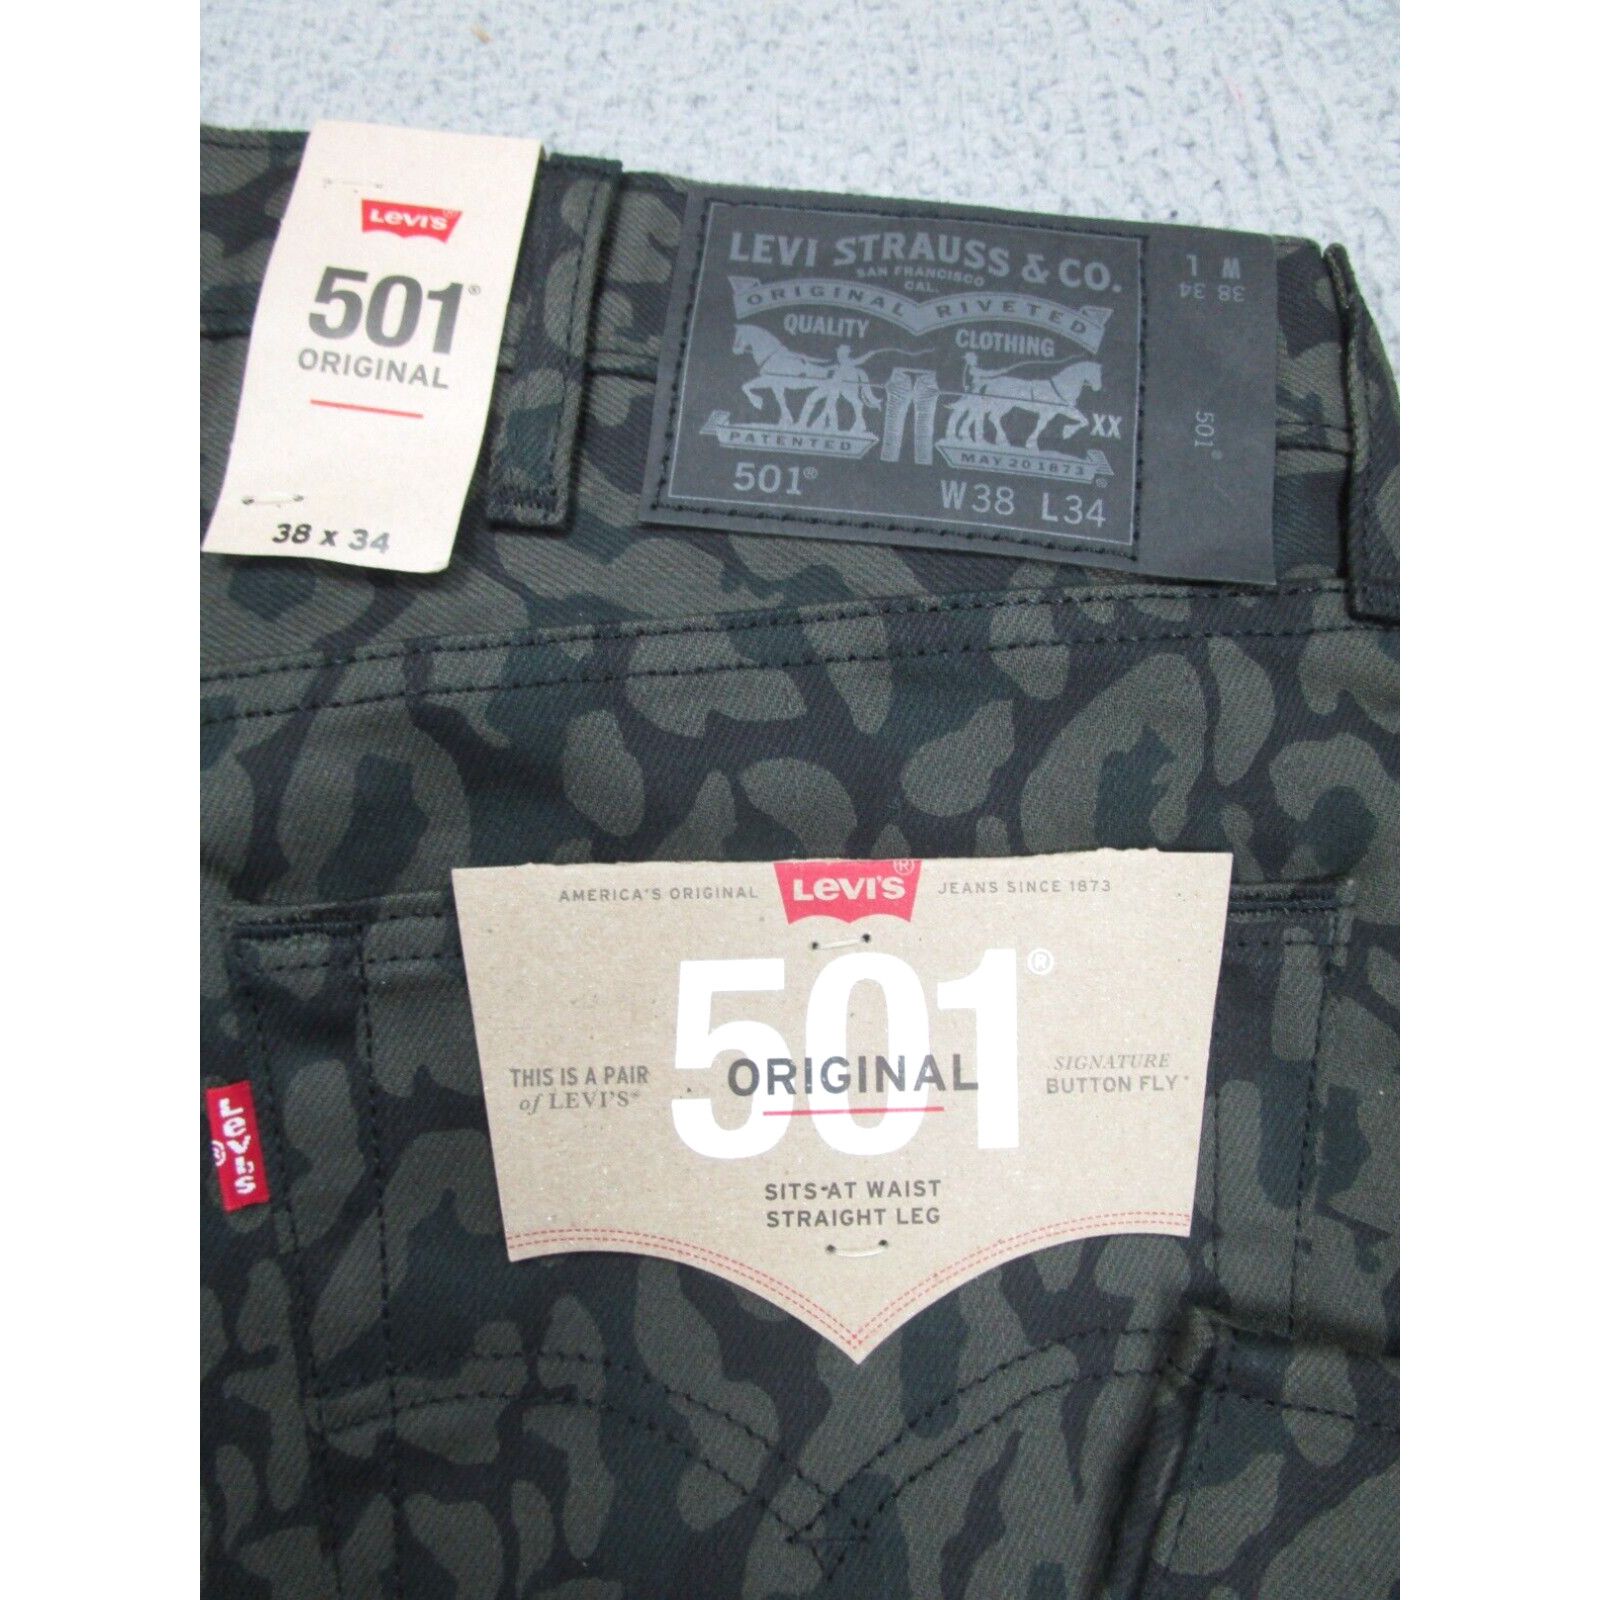 Levi's®
501®
ORIGINAL
38 x 34
LEVI STRAUSS & CO.
SAN FRANCISCO
CAL.
ORIGINAL RIVETED
QUALITY CLOTHING
XX
PATENTED MAY 20 1873 ®
501® W38 L34
W L
38 34
501®
AMERICA'S ORIGINAL Levi's® JEANS SINCE 1873
501®
ORIGINAL
THIS IS A PAIR
of LEVI'S®
SIGNATURE
BUTTON FLY
SITS AT WAIST
STRAIGHT LEG
Levi's®